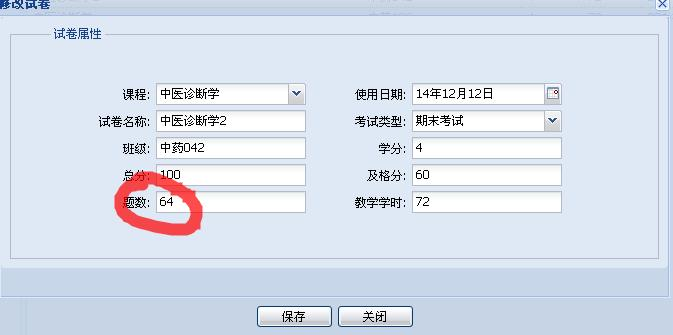 修改试卷
试卷属性
课程: 中医诊断学 使用日期: 14年12月12日
试卷名称: 中医诊断学2 考试类型: 期末考试
班级: 中药042 学分: 4
总分: 100 及格分: 60
题数: 64 教学学时: 72
保存 关闭